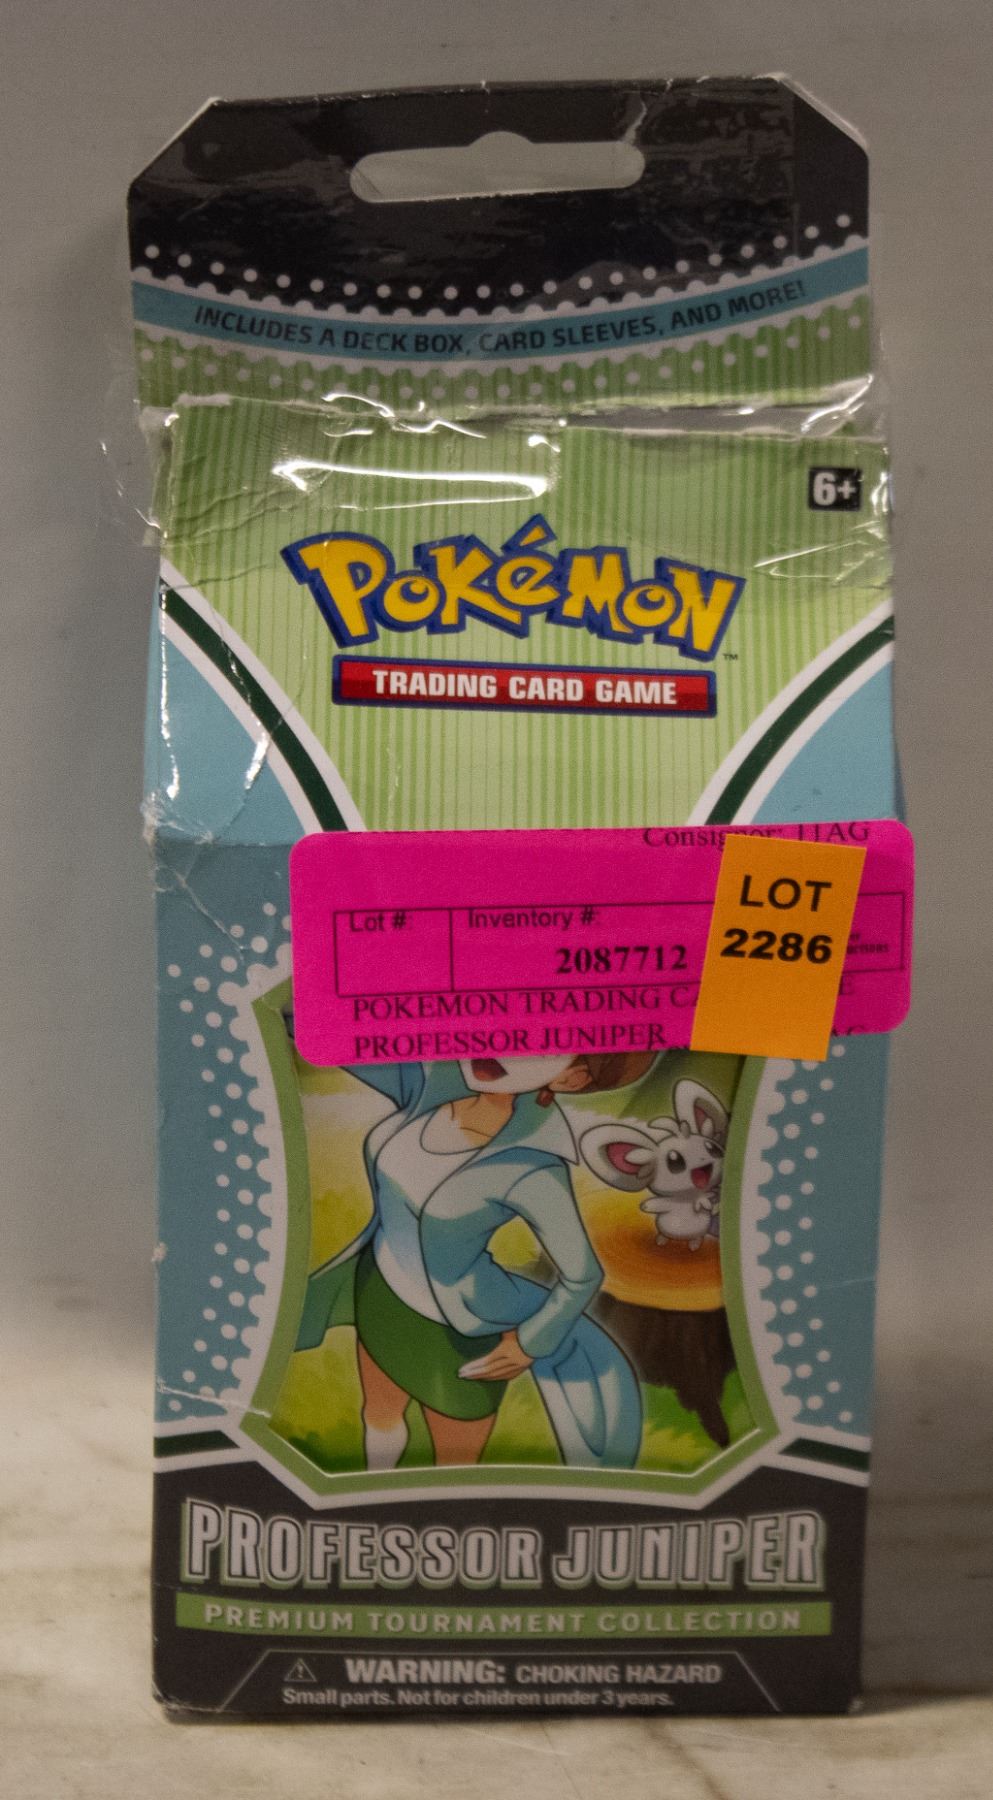 INCLUDES A DECK BOX, CARD SLEEVES, AND MORE!
6+
POKéMON
TM
TRADING CARD GAME
LOT
2286
Lot #:
Inventory #:
2087712
POKEMON TRADING
PROFESSOR JUNIPER
PROFESSOR JUNIPER
PREMIUM TOURNAMENT COLLECTION
WARNING: CHOKING HAZARD
Small parts. Not for children under 3 years.